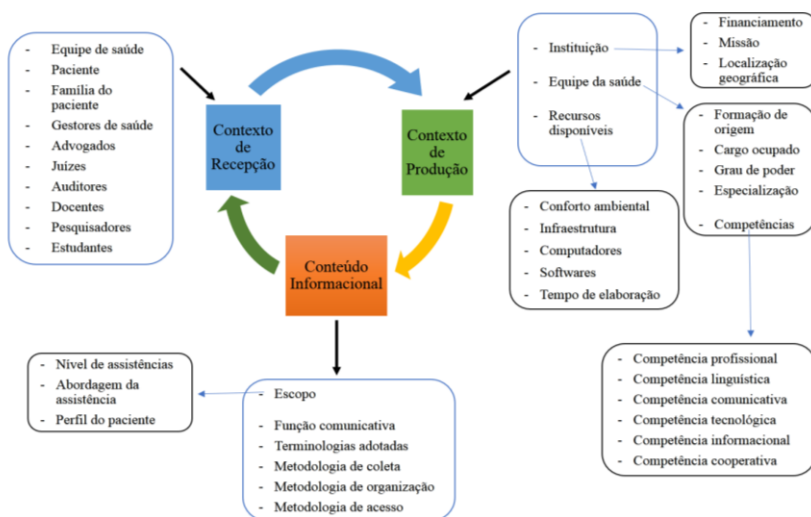 - Equipe de saúde
- Paciente
- Família do
paciente
- Gestores de saúde
- Advogados
- Juízes
- Auditores
- Docentes
- Pesquisadores
- Estudantes
Contexto
de
Recepção
Contexto
de
Produção
Conteúdo
Informacional
- Instituição
- Equipe da saúde
- Recursos
disponíveis
- Financiamento
- Missão
- Localização
geográfica
- Formação de
origem
- Cargo ocupado
- Grau de poder
- Especialização
- Competências
- Conforto ambiental
- Infraestrutura
- Computadores
- Softwares
- Tempo de elaboração
- Nível de assistências
- Abordagem da
assistência
- Perfil do paciente
- Escopo
- Função comunicativa
- Terminologias adotadas
- Metodologia de coleta
- Metodologia de organização
- Metodologia de acesso
- Competência profissional
- Competência linguística
- Competência comunicativa
- Competência tecnológica
- Competência informacional
- Competência cooperativa